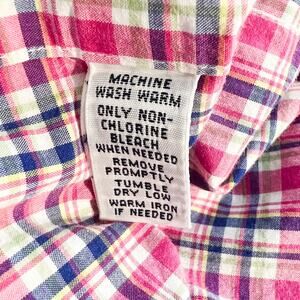 MACHINE
WASH WARM
ONLY NON-
CHLORINE
BLEACH
WHEN NEEDED
REMOVE
PROMPTLY
TUMBLE
DRY LOW
WARM IRON
IF NEEDED